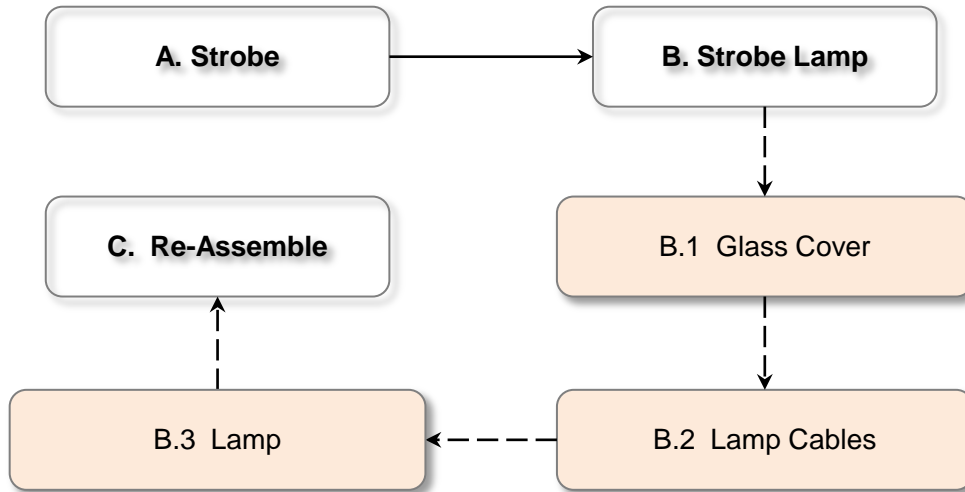 A. Strobe
B. Strobe Lamp
B.1 Glass Cover
B.2 Lamp Cables
B.3 Lamp
C. Re-Assemble